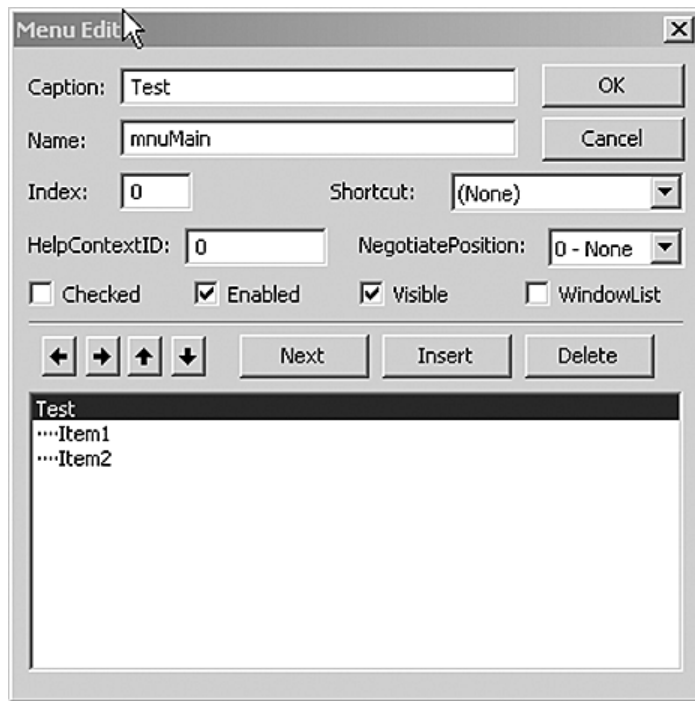 Menu Edit
Caption: Test OK
Name: mnuMain Cancel
Index: 0 Shortcut: (None)
HelpContextID: 0 NegotiatePosition: 0 - None
Checked Enabled Visible WindowList
Next Insert Delete
Test
····Item1
····Item2